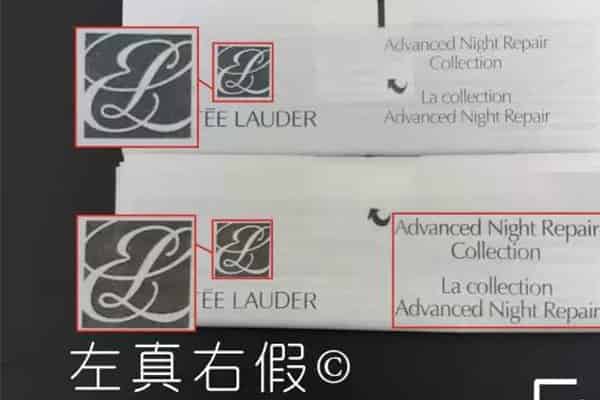 Advanced Night Repair
Collection
La collection
Advanced Night Repair
ĒE LAUDER
Advanced Night Repair
Collection
La collection
Advanced Night Repair
ĒE LAUDER
左真右假©